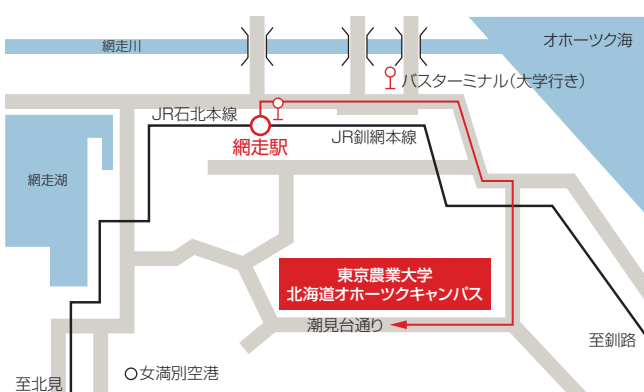 オホーツク海
網走川
バスターミナル(大学行き)
JR石北本線
網走駅
JR釧網本線
網走湖
東京農業大学
北海道オホーツクキャンパス
潮見台通り
至釧路
女満別空港
至北見